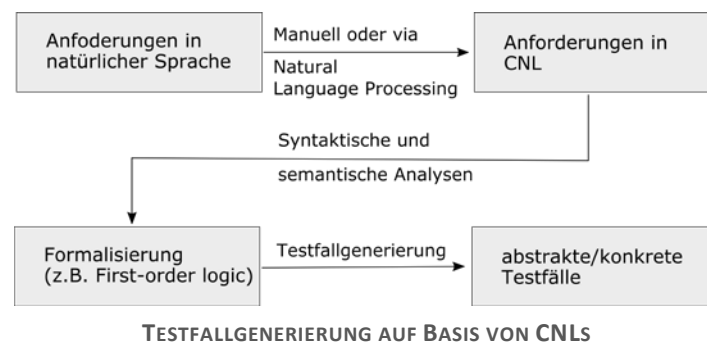 Anfoderungen in
natürlicher Sprache
Manuell oder via
Natural
Language Processing
Anforderungen in
CNL
Syntaktische und
semantische Analysen
Formalisierung
(z.B. First-order logic)
Testfallgenerierung
abstrakte/konkrete
Testfälle
TESTFALLGENERIERUNG AUF BASIS VON CNLS